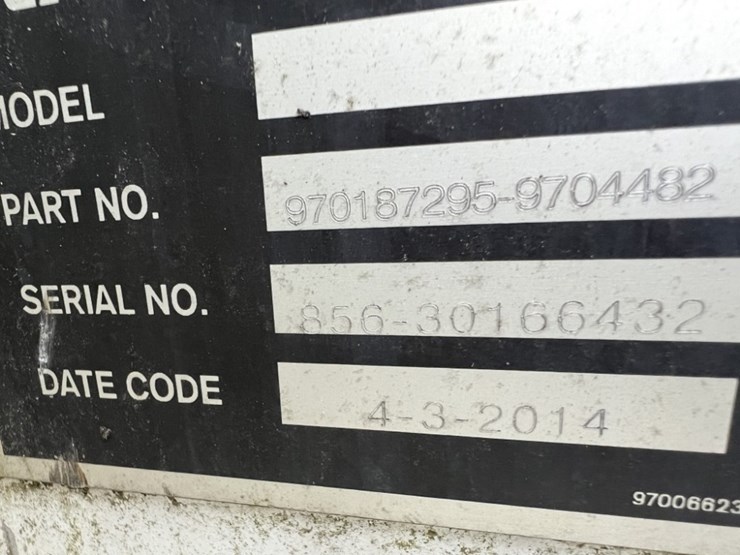 MODEL
PART NO. 970187295-9704482
SERIAL NO. 856-30166432
DATE CODE 4-3-2014
97006623